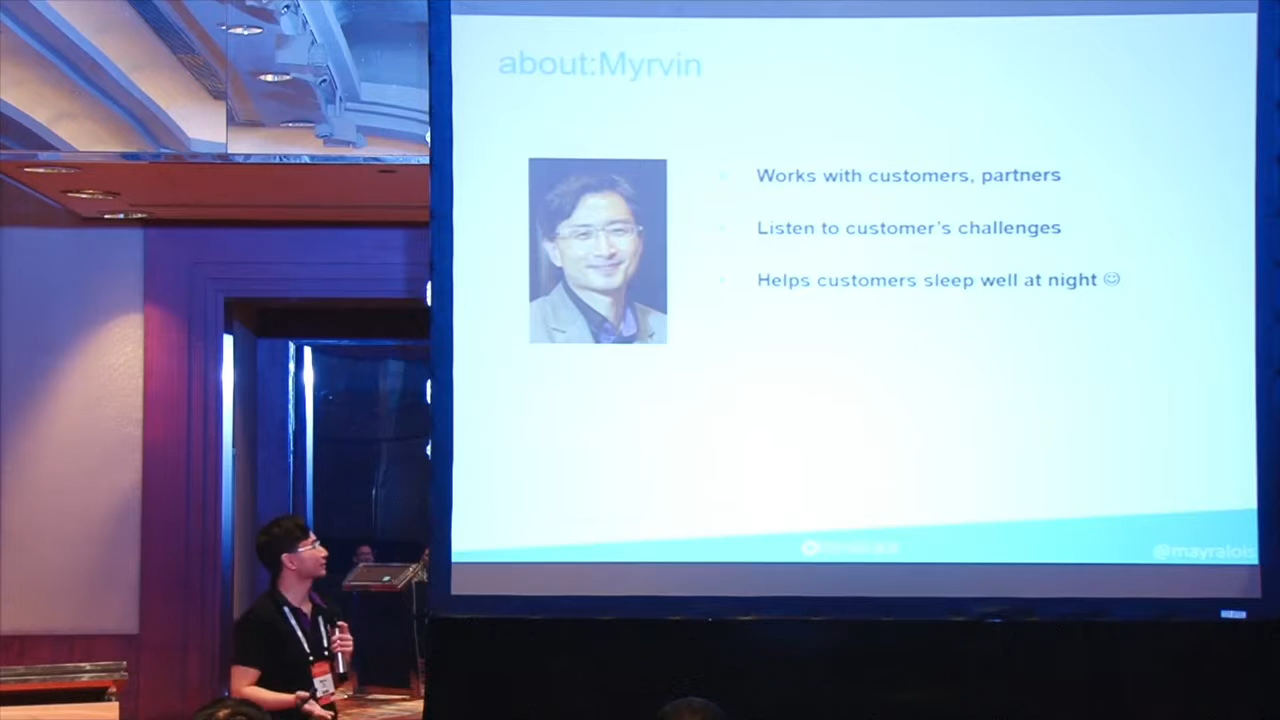 about:Myrvin
Works with customers, partners
Listen to customer's challenges
Helps customers sleep well at night ☺
@mayralois